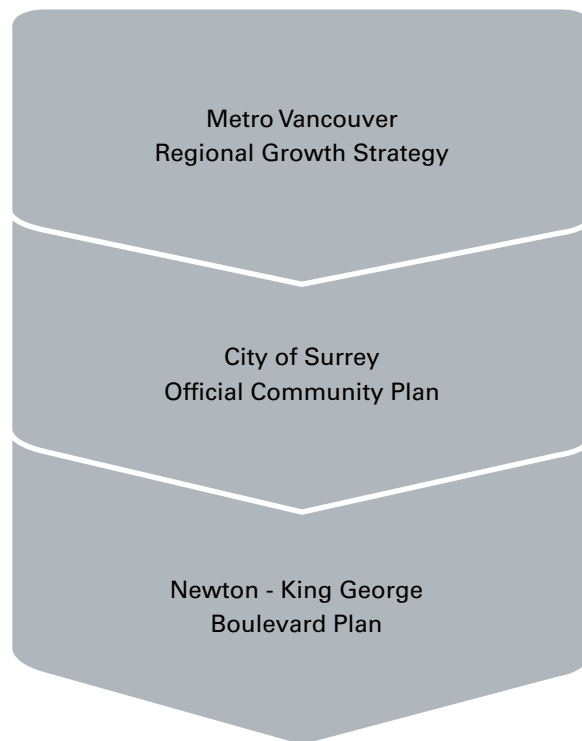 Metro Vancouver
Regional Growth Strategy
City of Surrey
Official Community Plan
Newton - King George
Boulevard Plan